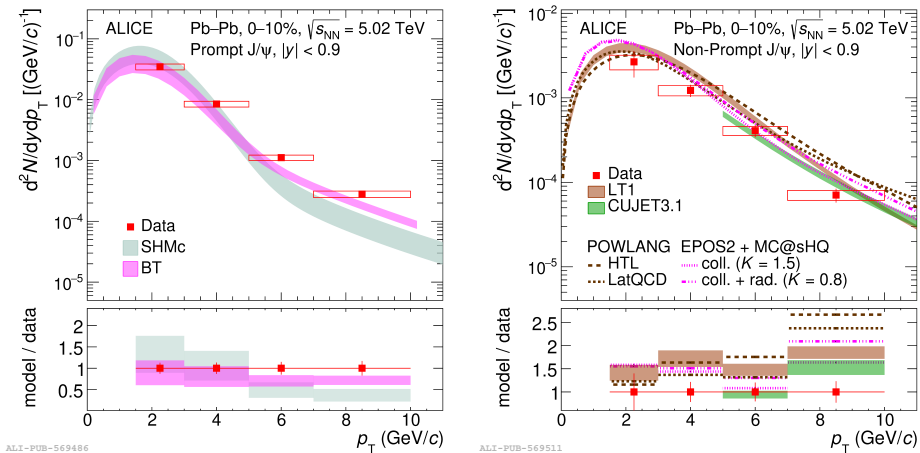 ALICE
Pb–Pb, 0–10%, √sNN = 5.02 TeV
Prompt J/ψ, |y| < 0.9
d²N/dydpT [(GeV/c)⁻¹]
10⁻¹
10⁻²
10⁻³
10⁻⁴
10⁻⁵
Data
SHMc
BT
model / data
2
1.5
1
0.5
0 2 4 6 8 10
pT (GeV/c)
ALI-PUB-569486
ALICE
Pb–Pb, 0–10%, √sNN = 5.02 TeV
Non-Prompt J/ψ, |y| < 0.9
d²N/dydpT [(GeV/c)⁻¹]
10⁻²
10⁻³
10⁻⁴
10⁻⁵
Data
LT1
CUJET3.1
POWLANG
HTL
LatQCD
EPOS2 + MC@sHQ
coll. (K = 1.5)
coll. + rad. (K = 0.8)
model / data
2.5
2
1.5
1
0 2 4 6 8 10
pT (GeV/c)
ALI-PUB-569511